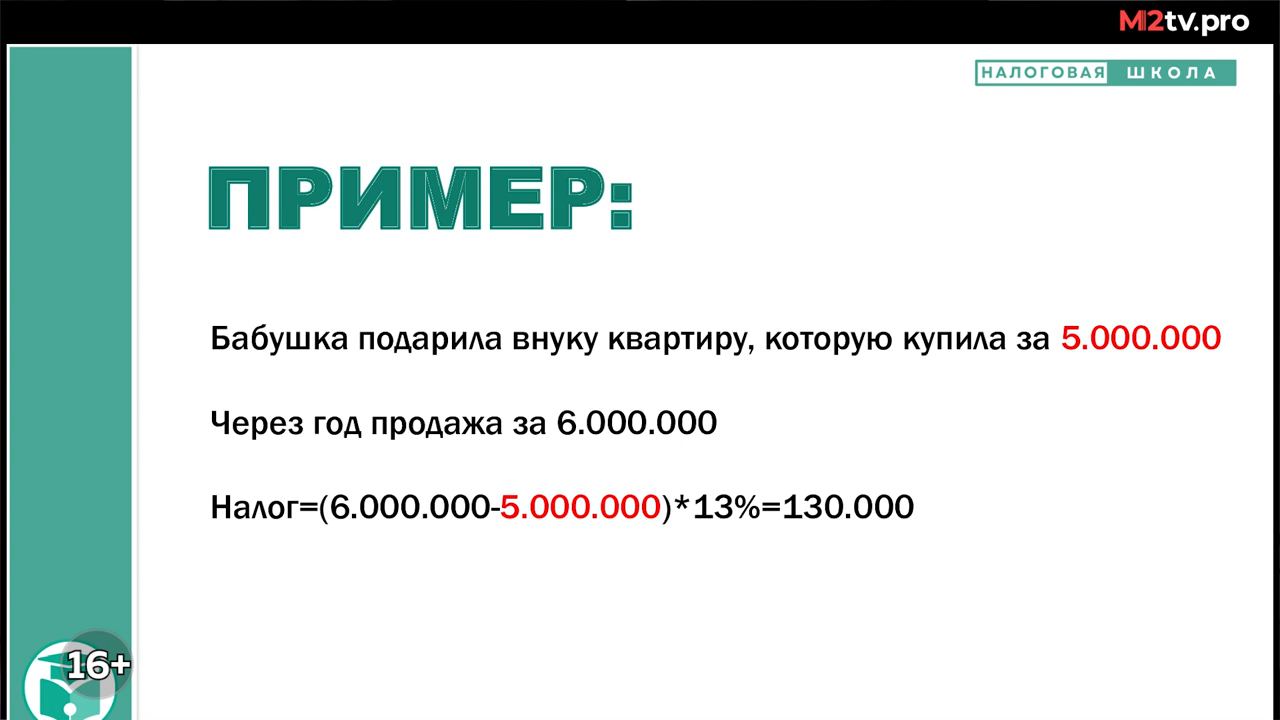 M2tv.pro
НАЛОГОВАЯ ШКОЛА
ПРИМЕР:
Бабушка подарила внуку квартиру, которую купила за 5.000.000
Через год продажа за 6.000.000
Налог=(6.000.000-5.000.000)*13%=130.000
16+